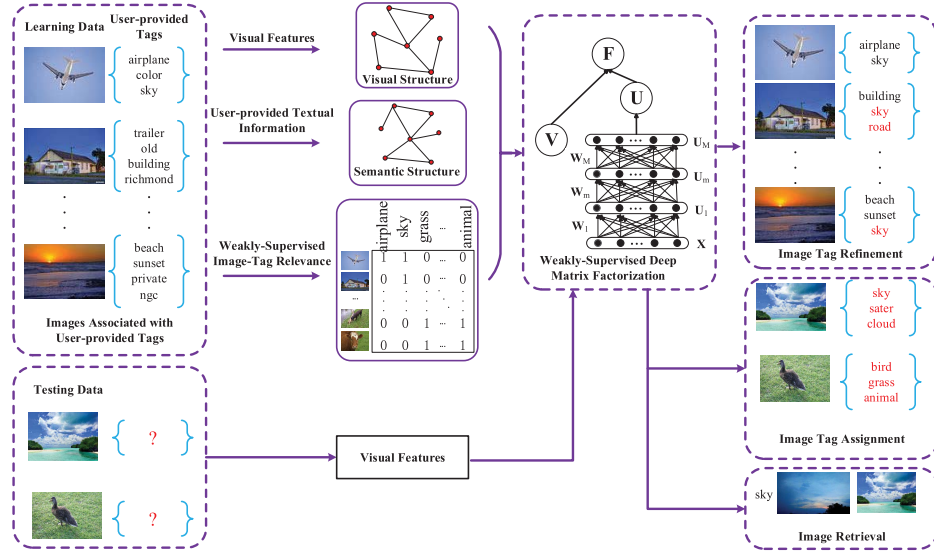 Learning Data
User-provided
Tags
airplane
color
sky
trailer
old
building
richmond
.
.
.
.
.
.
beach
sunset
private
ngc
Images Associated with
User-provided Tags
Testing Data
?
?
Visual Features
User-provided Textual
Information
Weakly-Supervised
Image-Tag Relevance
Visual Structure
Semantic Structure
airplane sky grass ... animal
1 1 0 ... 0
0 1 0 ... 0
...
0 0 1 ... 1
0 0 1 ... 1
Visual Features
F
U
V
U_M
W_M
U_m
W_m
U_1
W_1
X
Weakly-Supervised Deep
Matrix Factorization
airplane
sky
building
sky
road
.
.
.
.
.
.
beach
sunset
sky
Image Tag Refinement
sky
sater
cloud
bird
grass
animal
Image Tag Assignment
sky
Image Retrieval